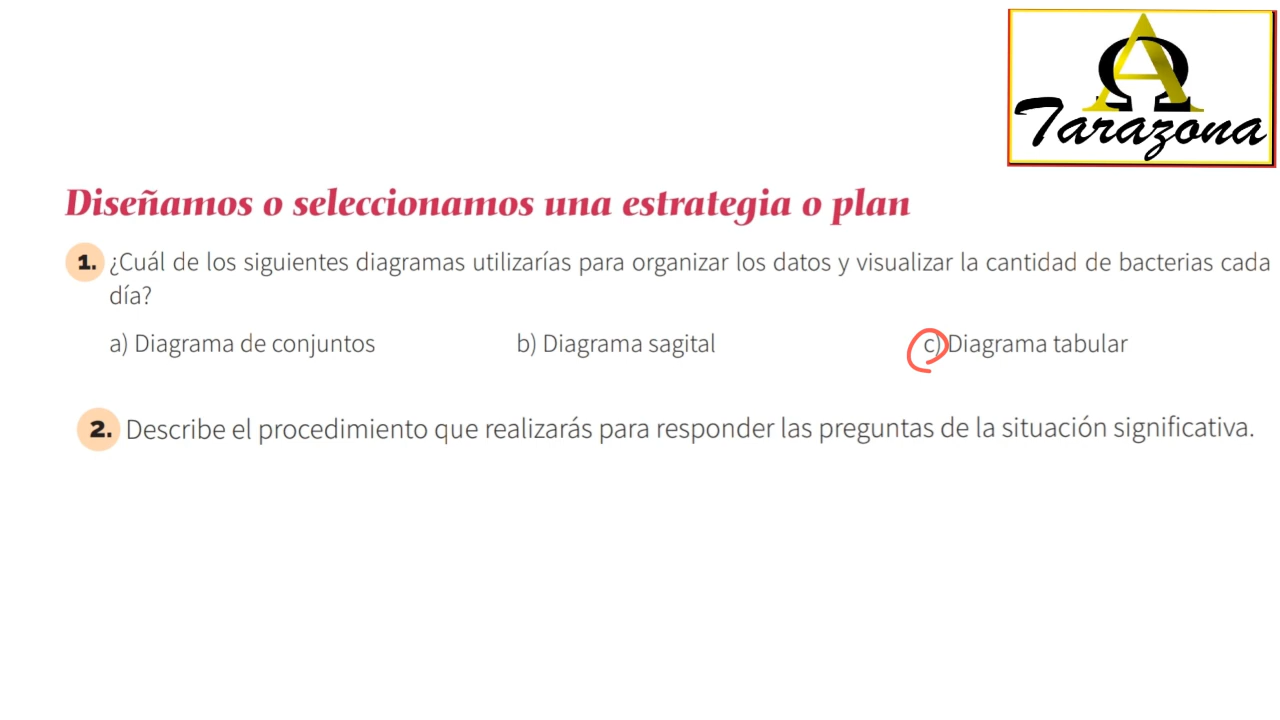 Tarazona
Diseñamos o seleccionamos una estrategia o plan
1. ¿Cuál de los siguientes diagramas utilizarías para organizar los datos y visualizar la cantidad de bacterias cada
día?
a) Diagrama de conjuntos b) Diagrama sagital c) Diagrama tabular
2. Describe el procedimiento que realizarás para responder las preguntas de la situación significativa.